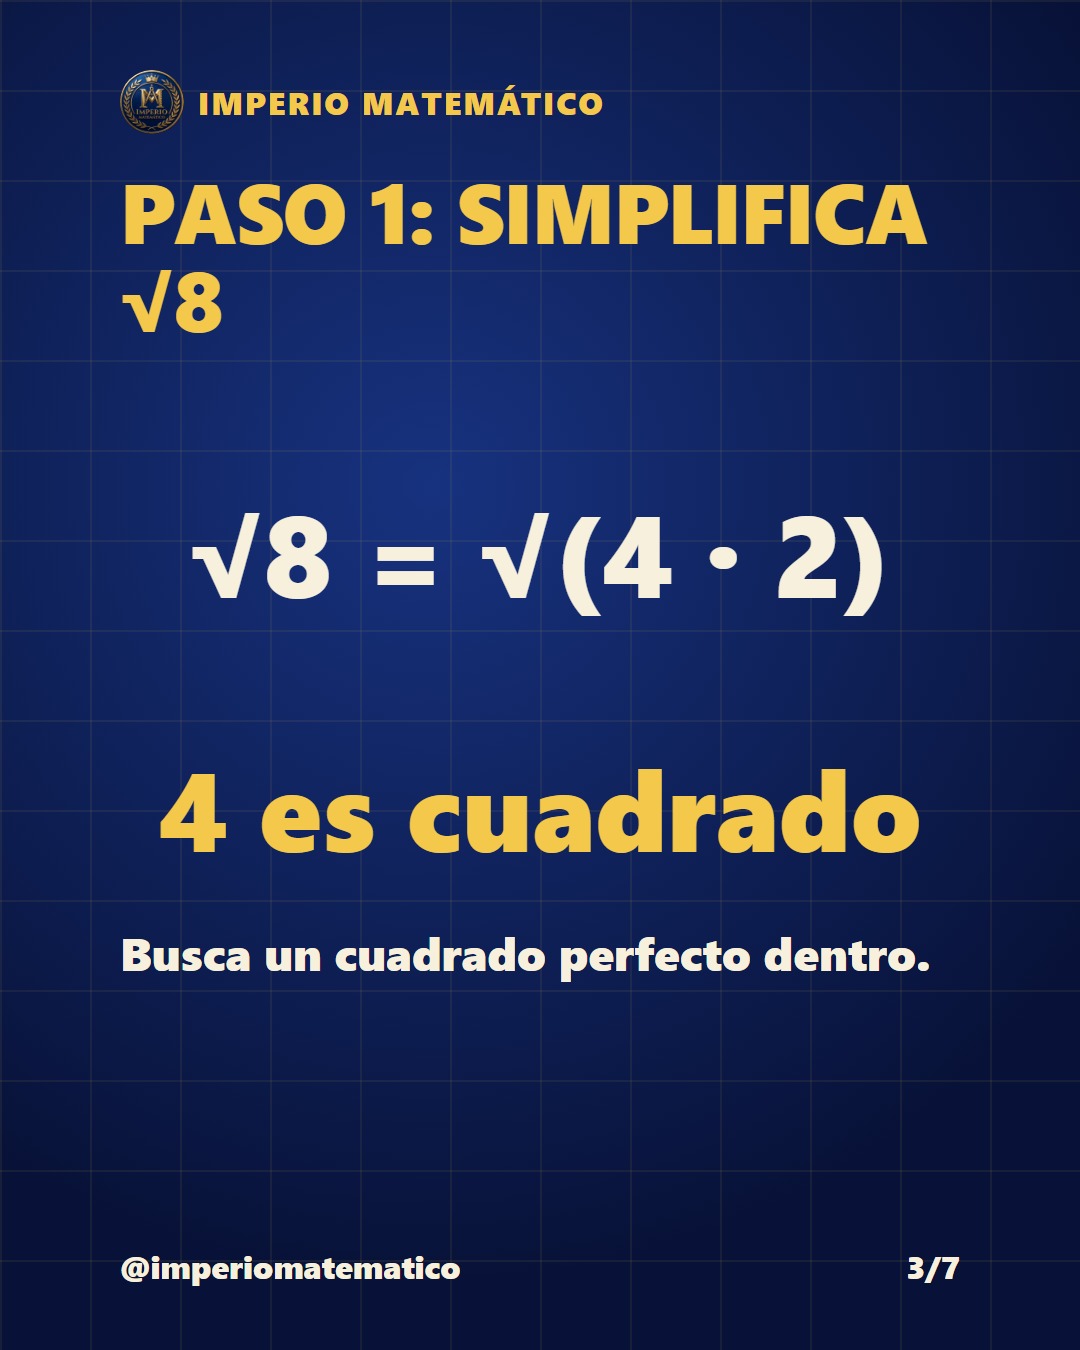 IMPERIO MATEMÁTICO
PASO 1: SIMPLIFICA
√8
√8 = √(4 · 2)
4 es cuadrado
Busca un cuadrado perfecto dentro.
@imperiomatematico
3/7